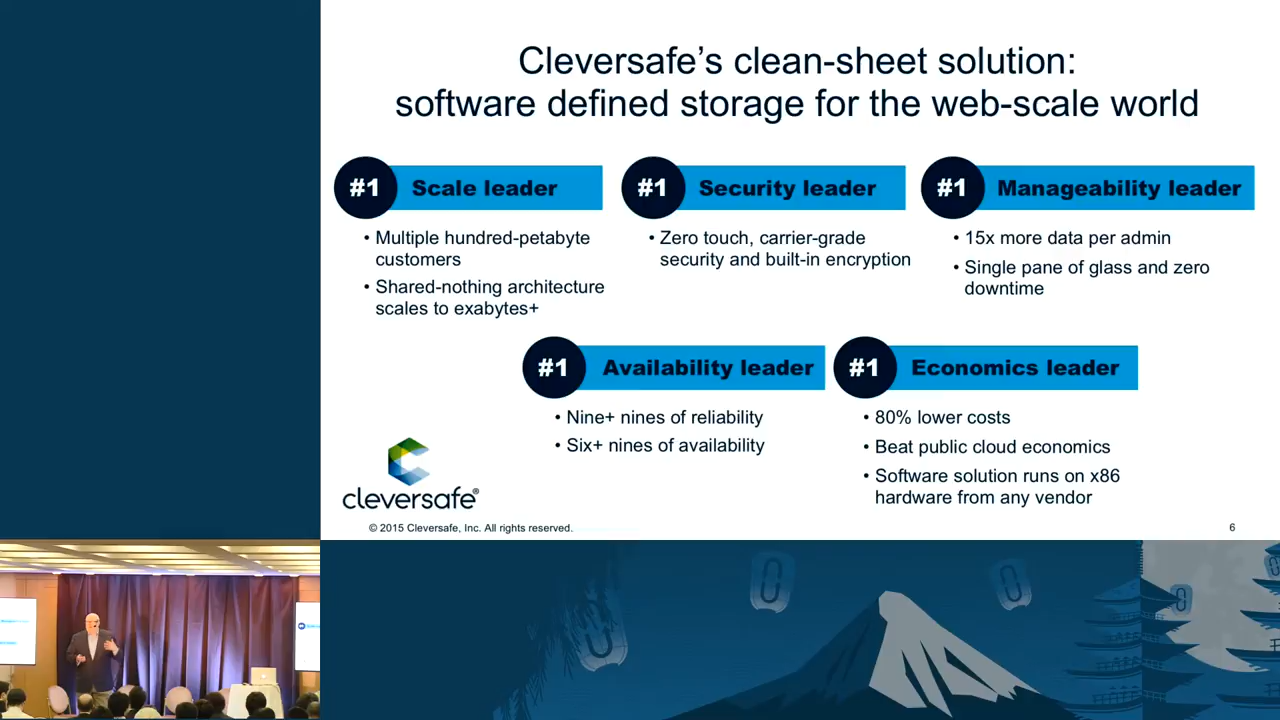 Cleversafe's clean-sheet solution:
software defined storage for the web-scale world
#1 Scale leader
• Multiple hundred-petabyte
customers
• Shared-nothing architecture
scales to exabytes+
#1 Security leader
• Zero touch, carrier-grade
security and built-in encryption
#1 Manageability leader
• 15x more data per admin
• Single pane of glass and zero
downtime
#1 Availability leader
• Nine+ nines of reliability
• Six+ nines of availability
#1 Economics leader
• 80% lower costs
• Beat public cloud economics
• Software solution runs on x86
hardware from any vendor
cleversafe®
© 2015 Cleversafe, Inc. All rights reserved.
6